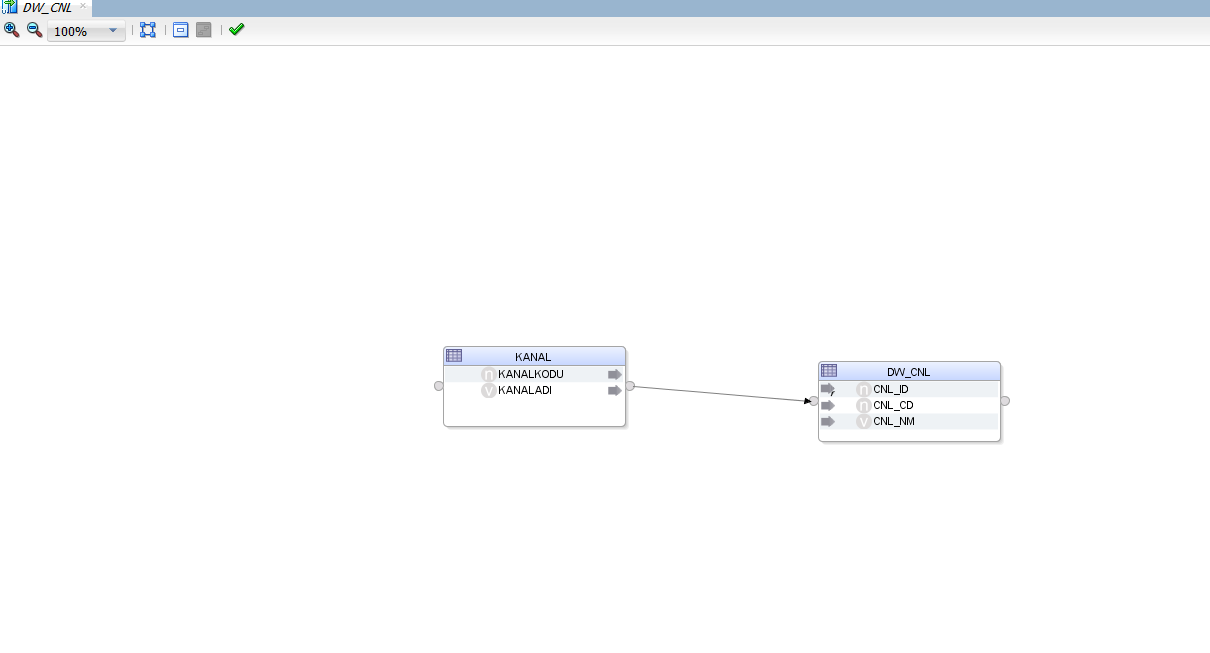 DW_CNL
100%
KANAL
n KANALKODU
v KANALADI
DW_CNL
n CNL_ID
n CNL_CD
v CNL_NM